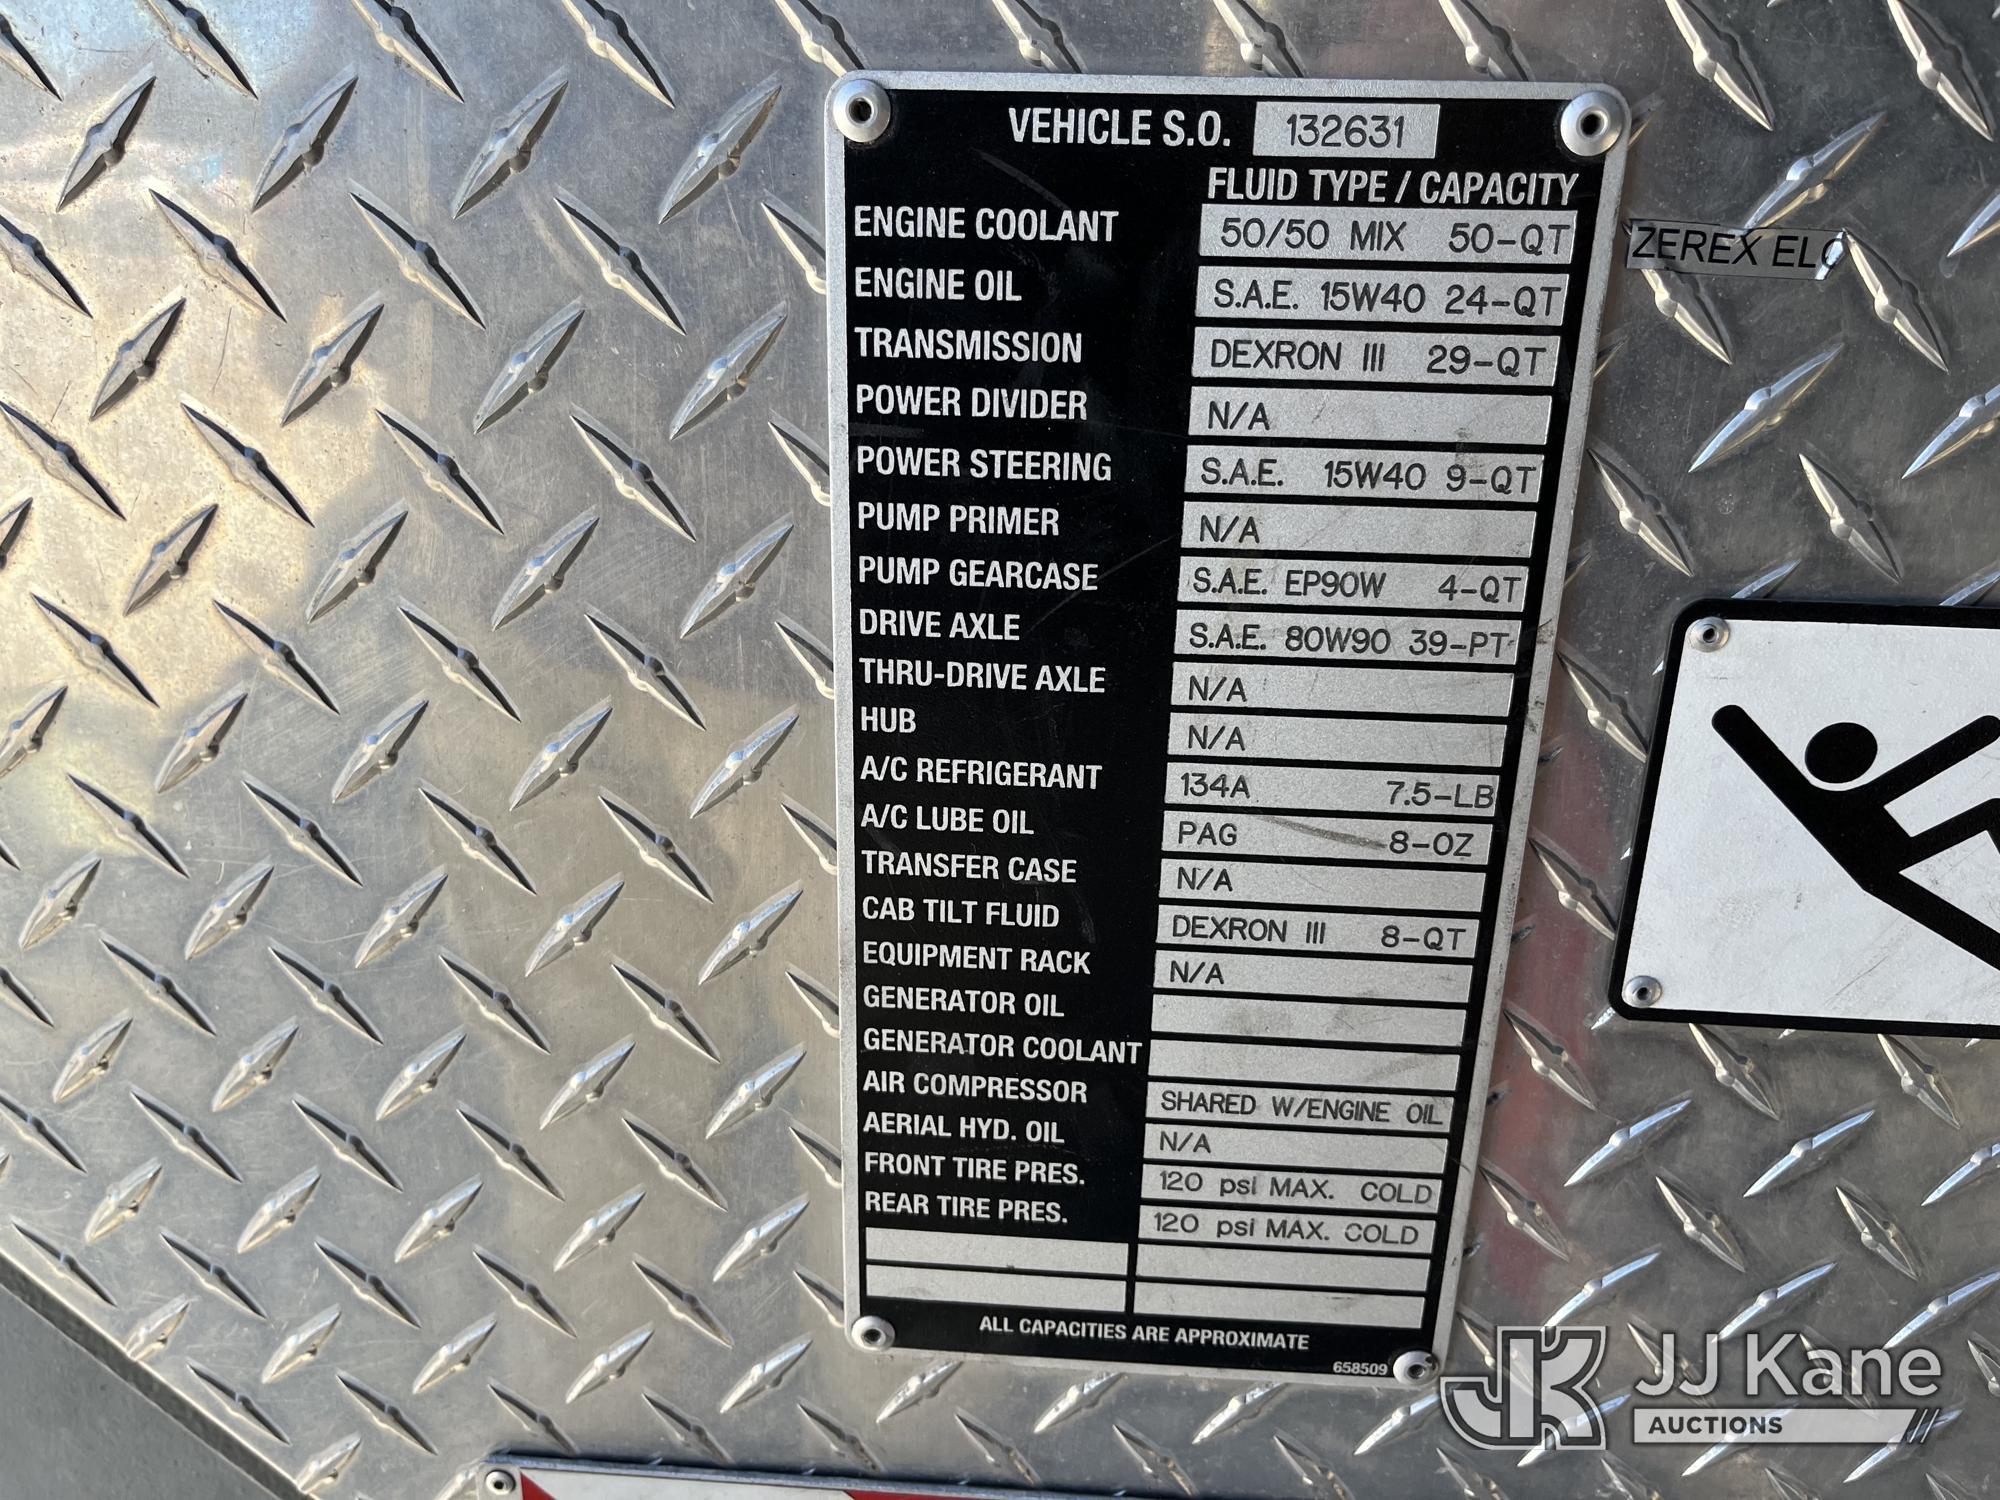 VEHICLE S.O. 132631
FLUID TYPE / CAPACITY
ENGINE COOLANT 50/50 MIX 50-QT
ZEREX ELC
ENGINE OIL S.A.E. 15W40 24-QT
TRANSMISSION DEXRON III 29-QT
POWER DIVIDER N/A
POWER STEERING S.A.E. 15W40 9-QT
PUMP PRIMER N/A
PUMP GEARCASE S.A.E. EP90W 4-QT
DRIVE AXLE S.A.E. 80W90 39-PT
THRU-DRIVE AXLE N/A
HUB N/A
A/C REFRIGERANT 134A 7.5-LB
A/C LUBE OIL PAG 8-OZ
TRANSFER CASE N/A
CAB TILT FLUID DEXRON III 8-QT
EQUIPMENT RACK N/A
GENERATOR OIL
GENERATOR COOLANT
AIR COMPRESSOR SHARED W/ENGINE OIL
AERIAL HYD. OIL N/A
FRONT TIRE PRES. 120 psi MAX. COLD
REAR TIRE PRES. 120 psi MAX. COLD
ALL CAPACITIES ARE APPROXIMATE
658509
JK JJ Kane
AUCTIONS